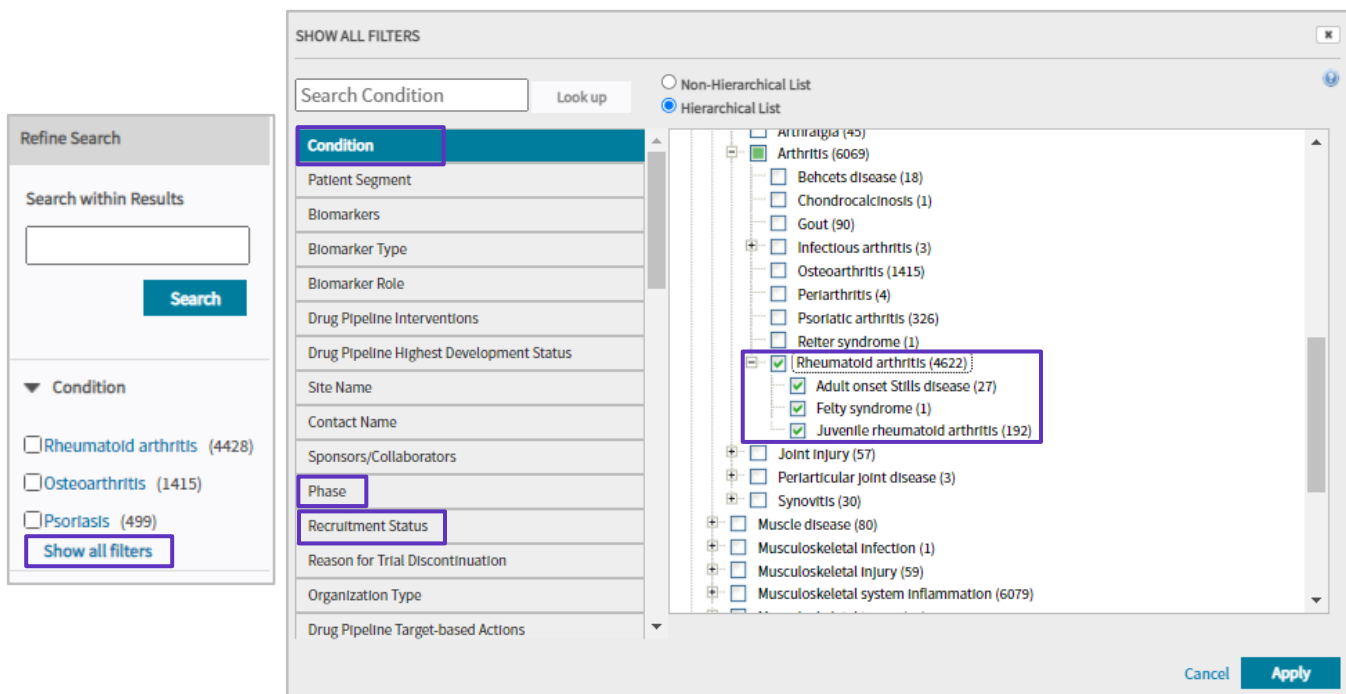 Refine Search
Search within Results
Search
Condition
Rheumatoid arthritis (4428)
Osteoarthritis (1415)
Psoriasis (499)
Show all filters
SHOW ALL FILTERS
Search Condition
Look up
Non-Hierarchical List
Hierarchical List
Condition
Patient Segment
Biomarkers
Biomarker Type
Biomarker Role
Drug Pipeline Interventions
Drug Pipeline Highest Development Status
Site Name
Contact Name
Sponsors/Collaborators
Phase
Recruitment Status
Reason for Trial Discontinuation
Organization Type
Drug Pipeline Target-based Actions
Arthralgia (45)
Arthritis (6069)
Behcets disease (18)
Chondrocalcinosis (1)
Gout (90)
Infectious arthritis (3)
Osteoarthritis (1415)
Periarthritis (4)
Psoriatic arthritis (326)
Reiter syndrome (1)
Rheumatoid arthritis (4622)
Adult onset Stills disease (27)
Felty syndrome (1)
Juvenile rheumatoid arthritis (192)
Joint injury (57)
Periarticular joint disease (3)
Synovitis (30)
Muscle disease (80)
Musculoskeletal infection (1)
Musculoskeletal injury (59)
Musculoskeletal system inflammation (6079)
Cancel
Apply